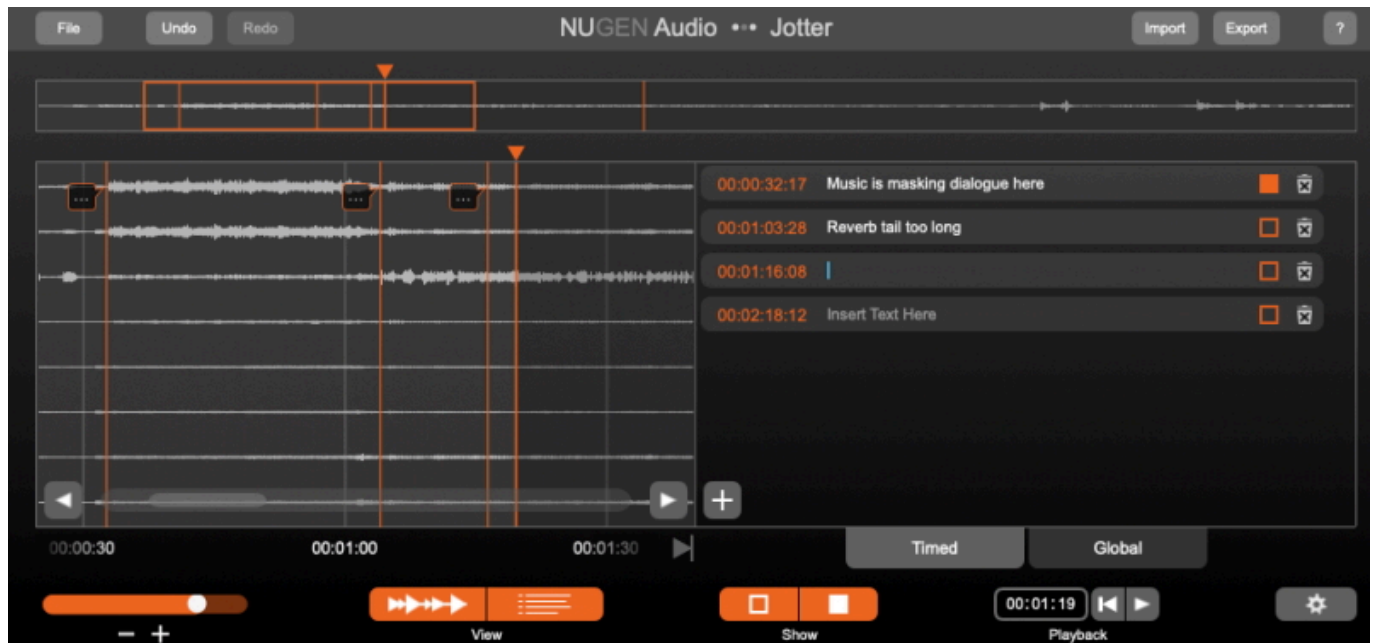 File Undo Redo NUGEN Audio ••• Jotter Import Export ?
00:00:32:17 Music is masking dialogue here
00:01:03:28 Reverb tail too long
00:01:16:08
00:02:18:12 Insert Text Here
00:00:30 00:01:00 00:01:30 Timed Global
00:01:19
− + View Show Playback